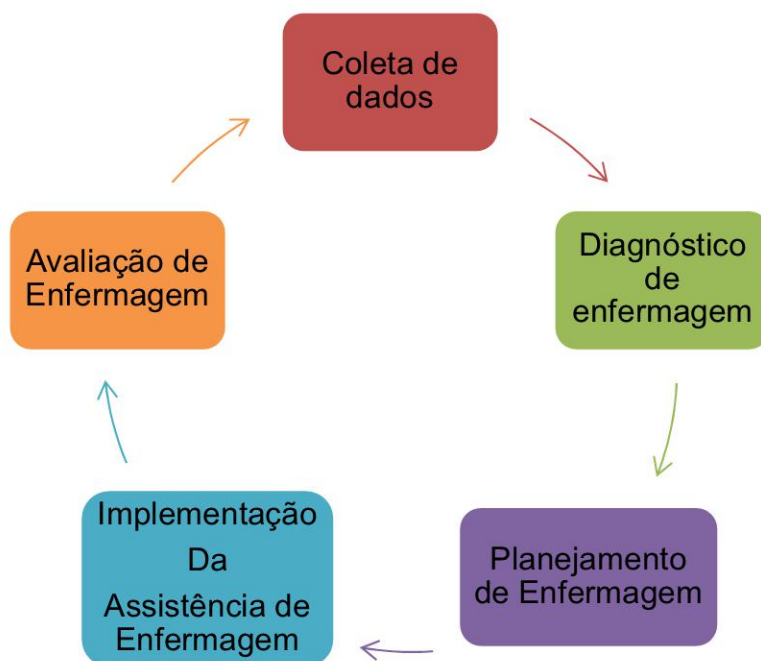 Coleta de
dados
Diagnóstico
de
enfermagem
Planejamento
de Enfermagem
Implementação
Da
Assistência de
Enfermagem
Avaliação de
Enfermagem